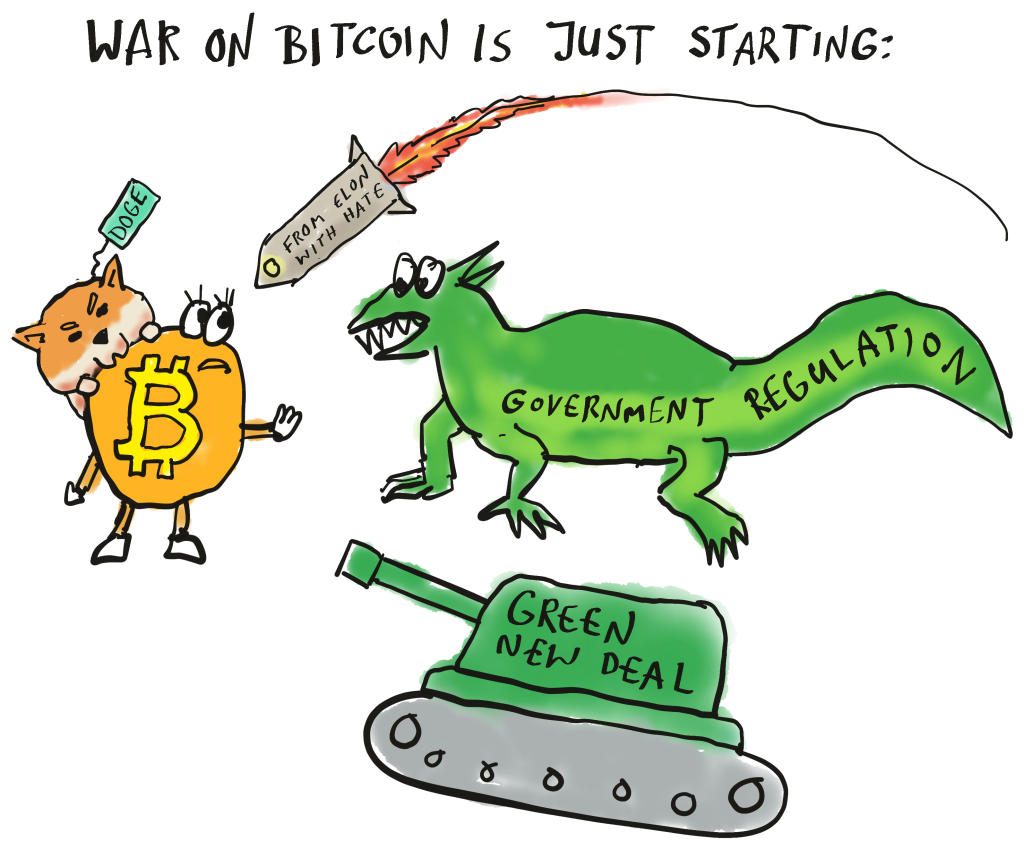 WAR ON BITCOIN IS JUST STARTING:
FROM ELON
WITH HATE
DOGE
GOVERNMENT REGULATION
GREEN
NEW DEAL